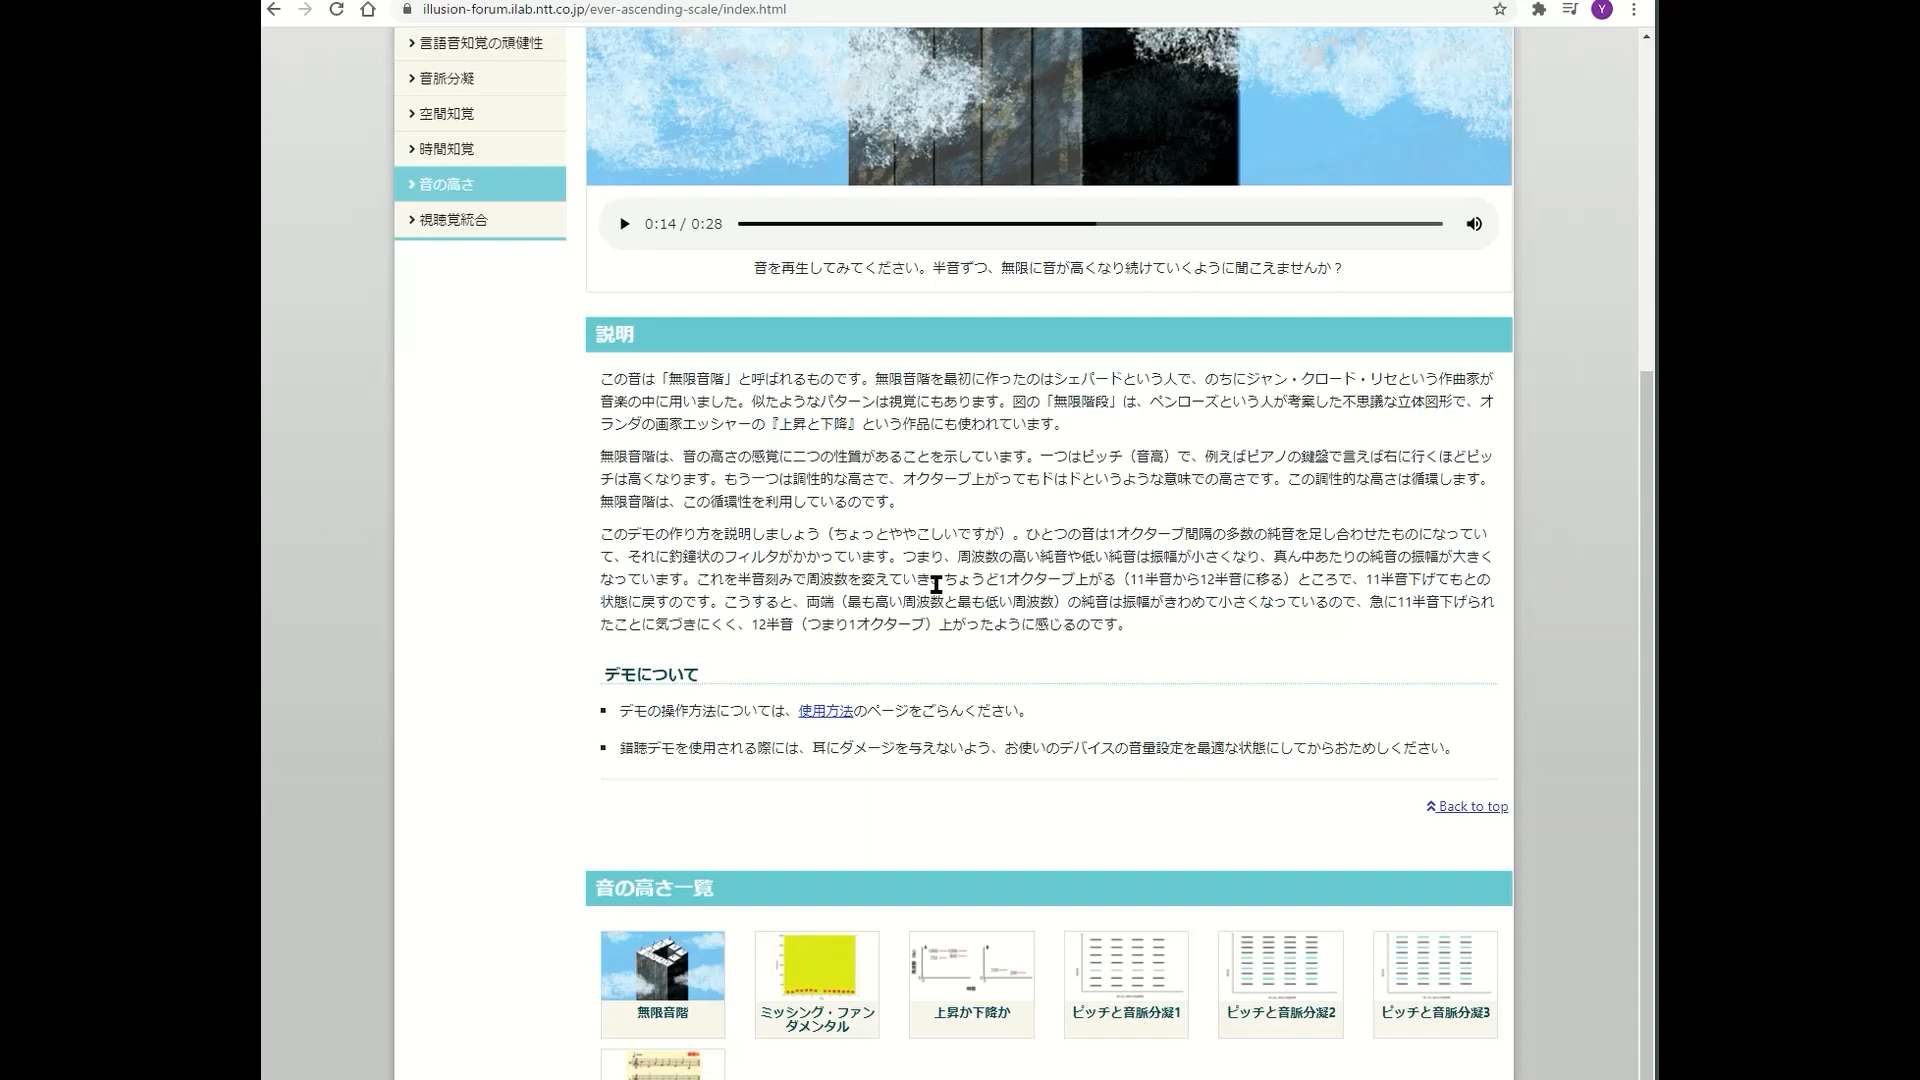 illusion-forum.ilab.ntt.co.jp/ever-ascending-scale/index.html
Y
言語音知覚の頑健性
音脈分凝
空間知覚
時間知覚
音の高さ
視聴覚統合
0:14 / 0:28
音を再生してみてください。半音ずつ、無限に音が高くなり続けていくように聞こえませんか？
説明
この音は「無限音階」と呼ばれるものです。無限音階を最初に作ったのはシェパードという人で、のちにジャン・クロード・リセという作曲家が
音楽の中に用いました。似たようなパターンは視覚にもあります。図の「無限階段」は、ペンローズという人が考案した不思議な立体図形で、オ
ランダの画家エッシャーの『上昇と下降』という作品にも使われています。
無限音階は、音の高さの感覚に二つの性質があることを示しています。一つはピッチ（音高）で、例えばピアノの鍵盤で言えば右に行くほどピッ
チは高くなります。もう一つは調性的な高さで、オクターブ上がってもドはドというような意味での高さです。この調性的な高さは循環します。
無限音階は、この循環性を利用しているのです。
このデモの作り方を説明しましょう（ちょっとややこしいですが）。ひとつの音は1オクターブ間隔の多数の純音を足し合わせたものになってい
て、それに釣鐘状のフィルタがかかっています。つまり、周波数の高い純音や低い純音は振幅が小さくなり、真ん中あたりの純音の振幅が大きく
なっています。これを半音刻みで周波数を変えていき、ちょうど1オクターブ上がる（11半音から12半音に移る）ところで、11半音下げてもとの
状態に戻すのです。こうすると、両端（最も高い周波数と最も低い周波数）の純音は振幅がきわめて小さくなっているので、急に11半音下げられ
たことに気づきにくく、12半音（つまり1オクターブ）上がったように感じるのです。
デモについて
デモの操作方法については、使用方法のページをごらんください。
錯聴デモを使用される際には、耳にダメージを与えないよう、お使いのデバイスの音量設定を最適な状態にしてからおためしください。
Back to top
音の高さ一覧
無限音階
ミッシング・ファン
ダメンタル
上昇か下降か
ピッチと音脈分凝1
ピッチと音脈分凝2
ピッチと音脈分凝3